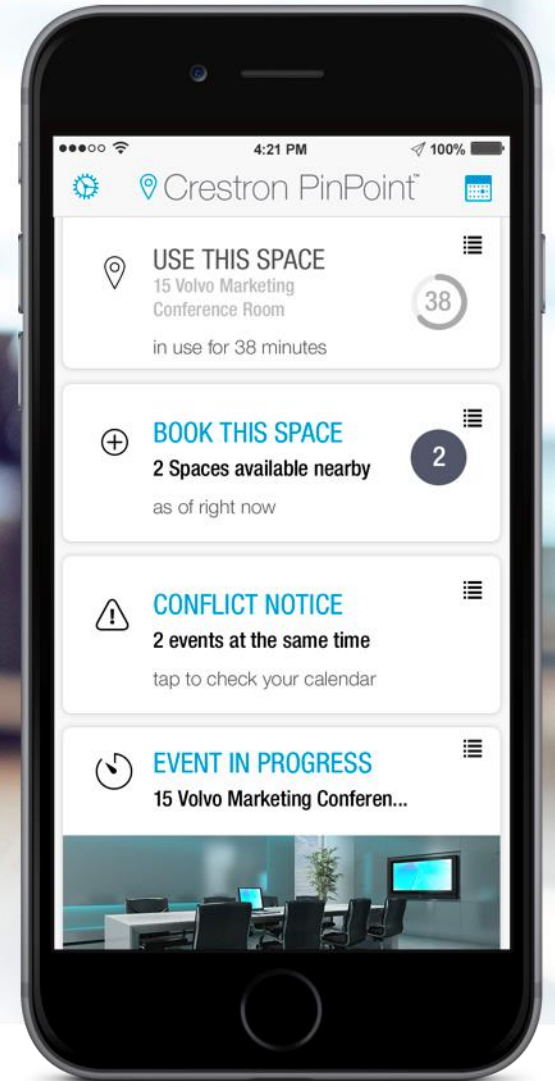 4:21 PM
100%
Crestron PinPoint™
USE THIS SPACE
15 Volvo Marketing
Conference Room
38
in use for 38 minutes
BOOK THIS SPACE
2 Spaces available nearby
2
as of right now
CONFLICT NOTICE
2 events at the same time
tap to check your calendar
EVENT IN PROGRESS
15 Volvo Marketing Conferen...